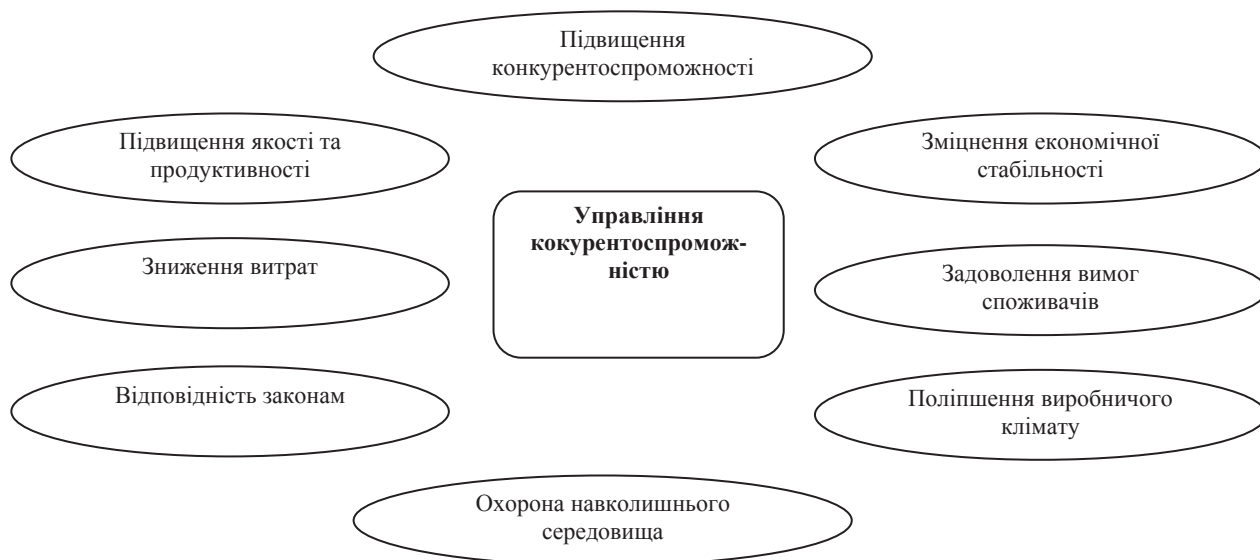 Підвищення
конкурентоспроможності
Підвищення якості та
продуктивності
Зміцнення економічної
стабільності
Управління
кокурентоспромож-
ністю
Зниження витрат
Задоволення вимог
споживачів
Відповідність законам
Поліпшення виробничого
клімату
Охорона навколишнього
середовища